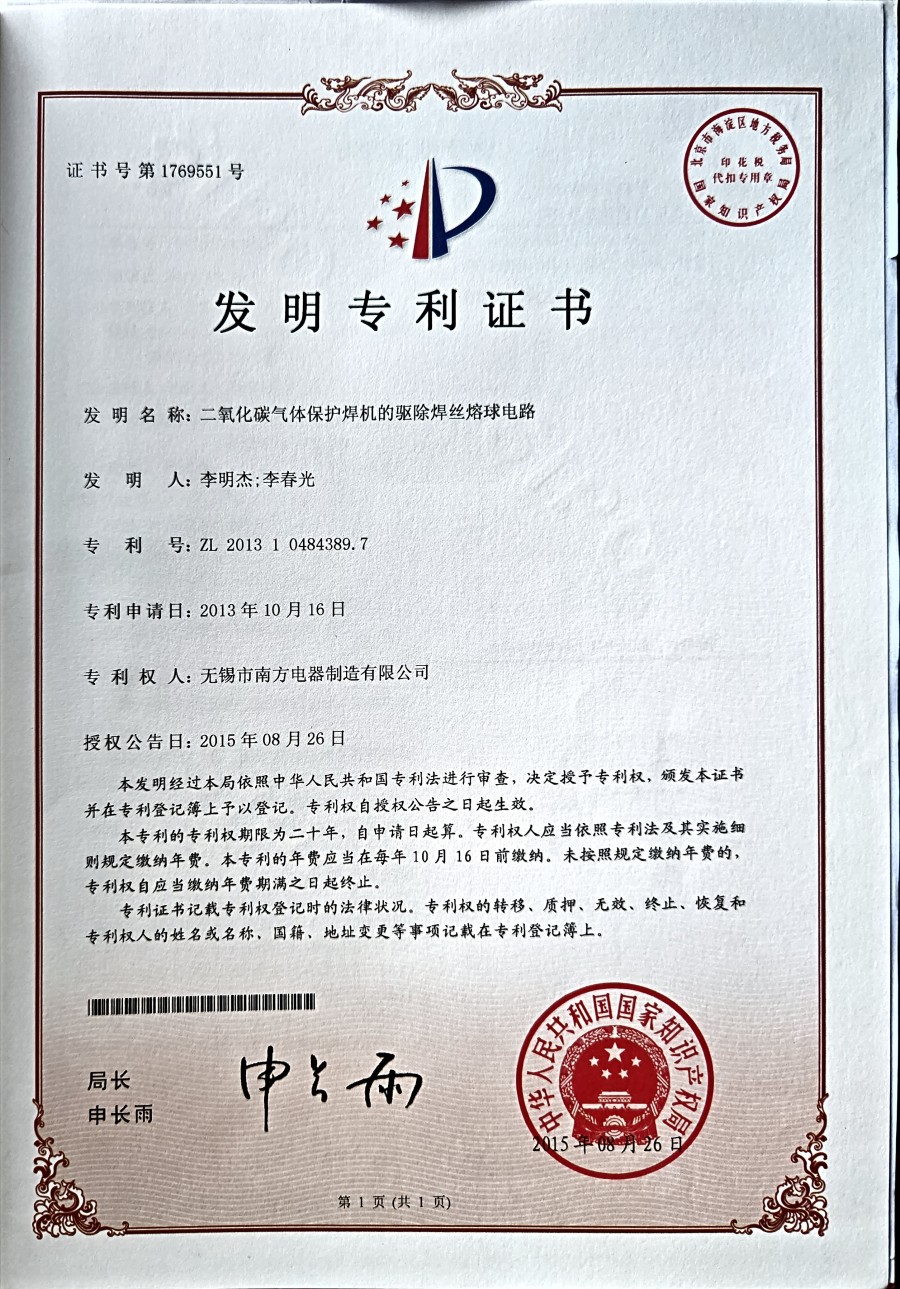 证书号第1769551号
北京市海淀区地方税务局
印花税
代扣专用章
国家知识产权局
发明专利证书
发明名称：二氧化碳气体保护焊机的驱除焊丝熔球电路
发明人：李明杰;李春光
专利号：ZL 2013 1 0484389.7
专利申请日：2013年10月16日
专利权人：无锡市南方电器制造有限公司
授权公告日：2015年08月26日
本发明经过本局依照中华人民共和国专利法进行审查，决定授予专利权，颁发本证书
并在专利登记簿上予以登记。专利权自授权公告之日起生效。
本专利的专利权期限为二十年，自申请日起算。专利权人应当依照专利法及其实施细
则规定缴纳年费。本专利的年费应当在每年10月16日前缴纳。未按照规定缴纳年费的，
专利权自应当缴纳年费期满之日起终止。
专利证书记载专利权登记时的法律状况。专利权的转移、质押、无效、终止、恢复和
专利权人的姓名或名称、国籍、地址变更等事项记载在专利登记簿上。
局长
申长雨
申长雨
中华人民共和国国家知识产权局
2015年08月26日
第1页(共1页)